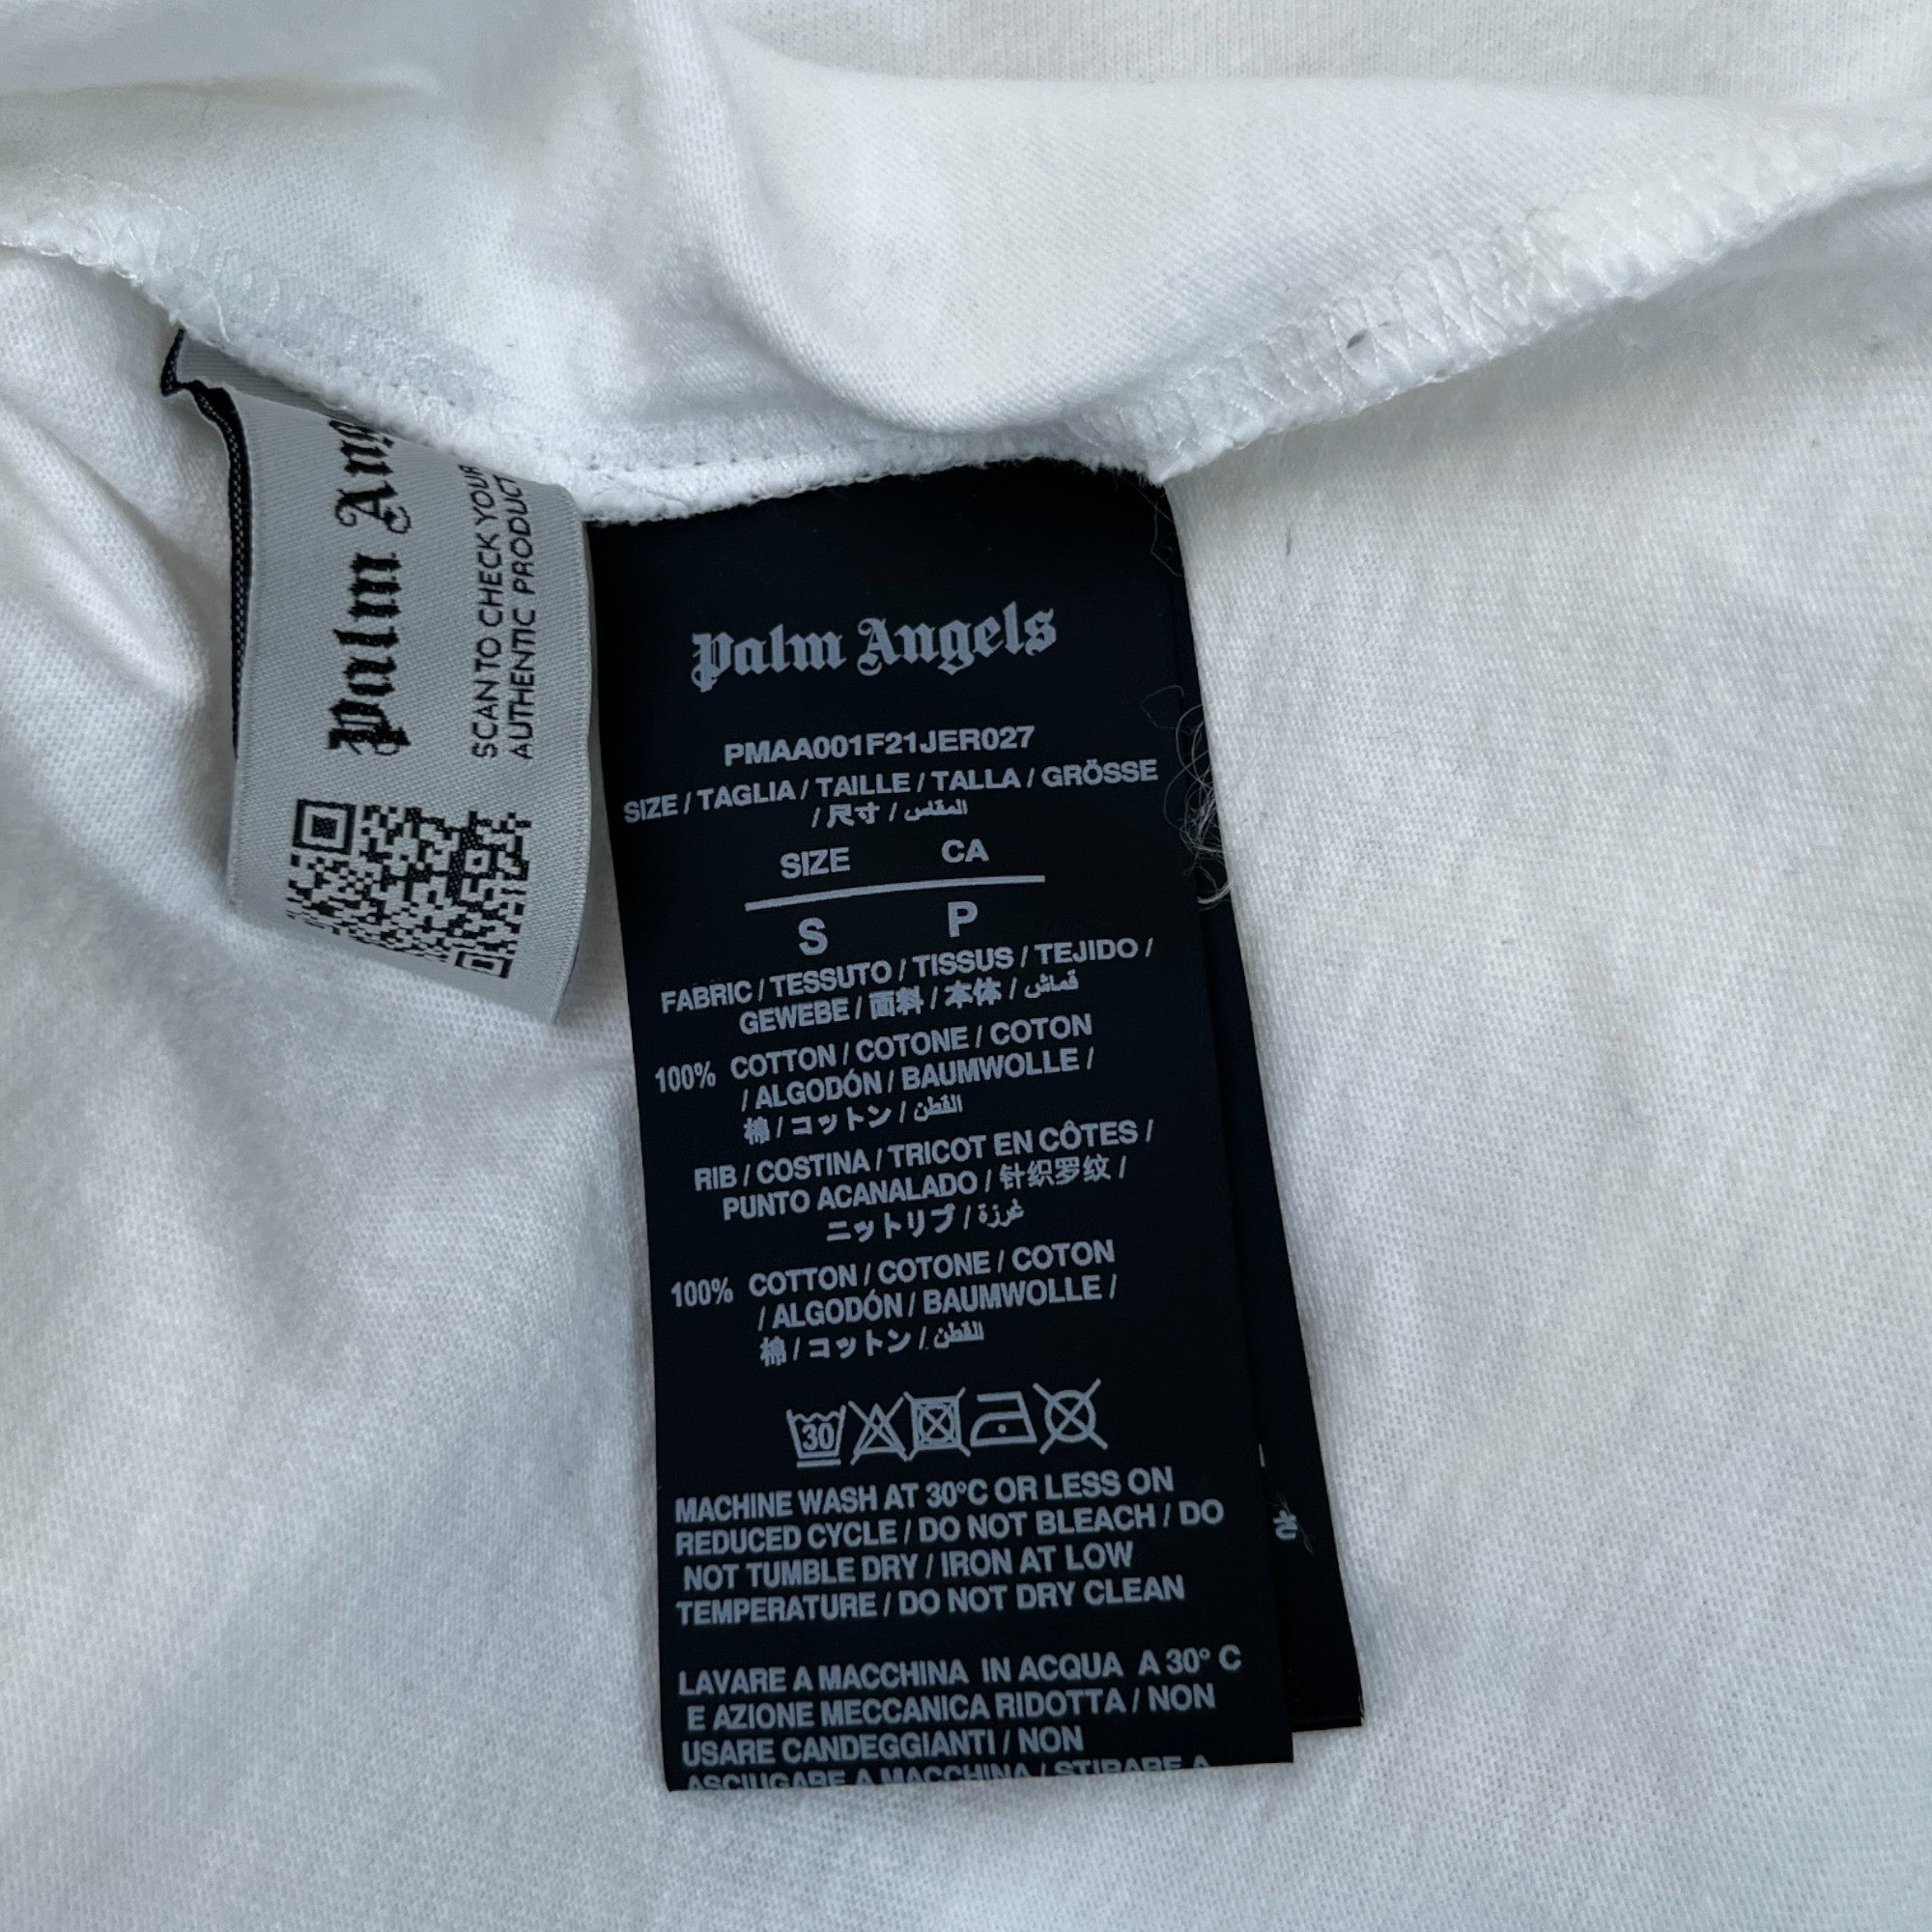 Palm Ang
SCAN TO CHECK YOUR
AUTHENTIC PRODUCT
Palm Angels
PMAA001F21JER027
SIZE / TAGLIA / TAILLE / TALLA / GRÖSSE
/ 尺寸 / المقاس
SIZE CA
S P
FABRIC / TESSUTO / TISSUS / TEJIDO /
GEWEBE / 面料 / 本体 / قماش
100% COTTON / COTONE / COTON
/ ALGODÓN / BAUMWOLLE /
棉 / コットン / القطن
RIB / COSTINA / TRICOT EN CÔTES /
PUNTO ACANALADO / 针织罗纹 /
ニットリブ / غرزة
100% COTTON / COTONE / COTON
/ ALGODÓN / BAUMWOLLE /
棉 / コットン / القطن
30
MACHINE WASH AT 30°C OR LESS ON
REDUCED CYCLE / DO NOT BLEACH / DO
NOT TUMBLE DRY / IRON AT LOW
TEMPERATURE / DO NOT DRY CLEAN
LAVARE A MACCHINA IN ACQUA A 30° C
E AZIONE MECCANICA RIDOTTA / NON
USARE CANDEGGIANTI / NON
ASCIUGARE A MACCHINA / STIRARE A